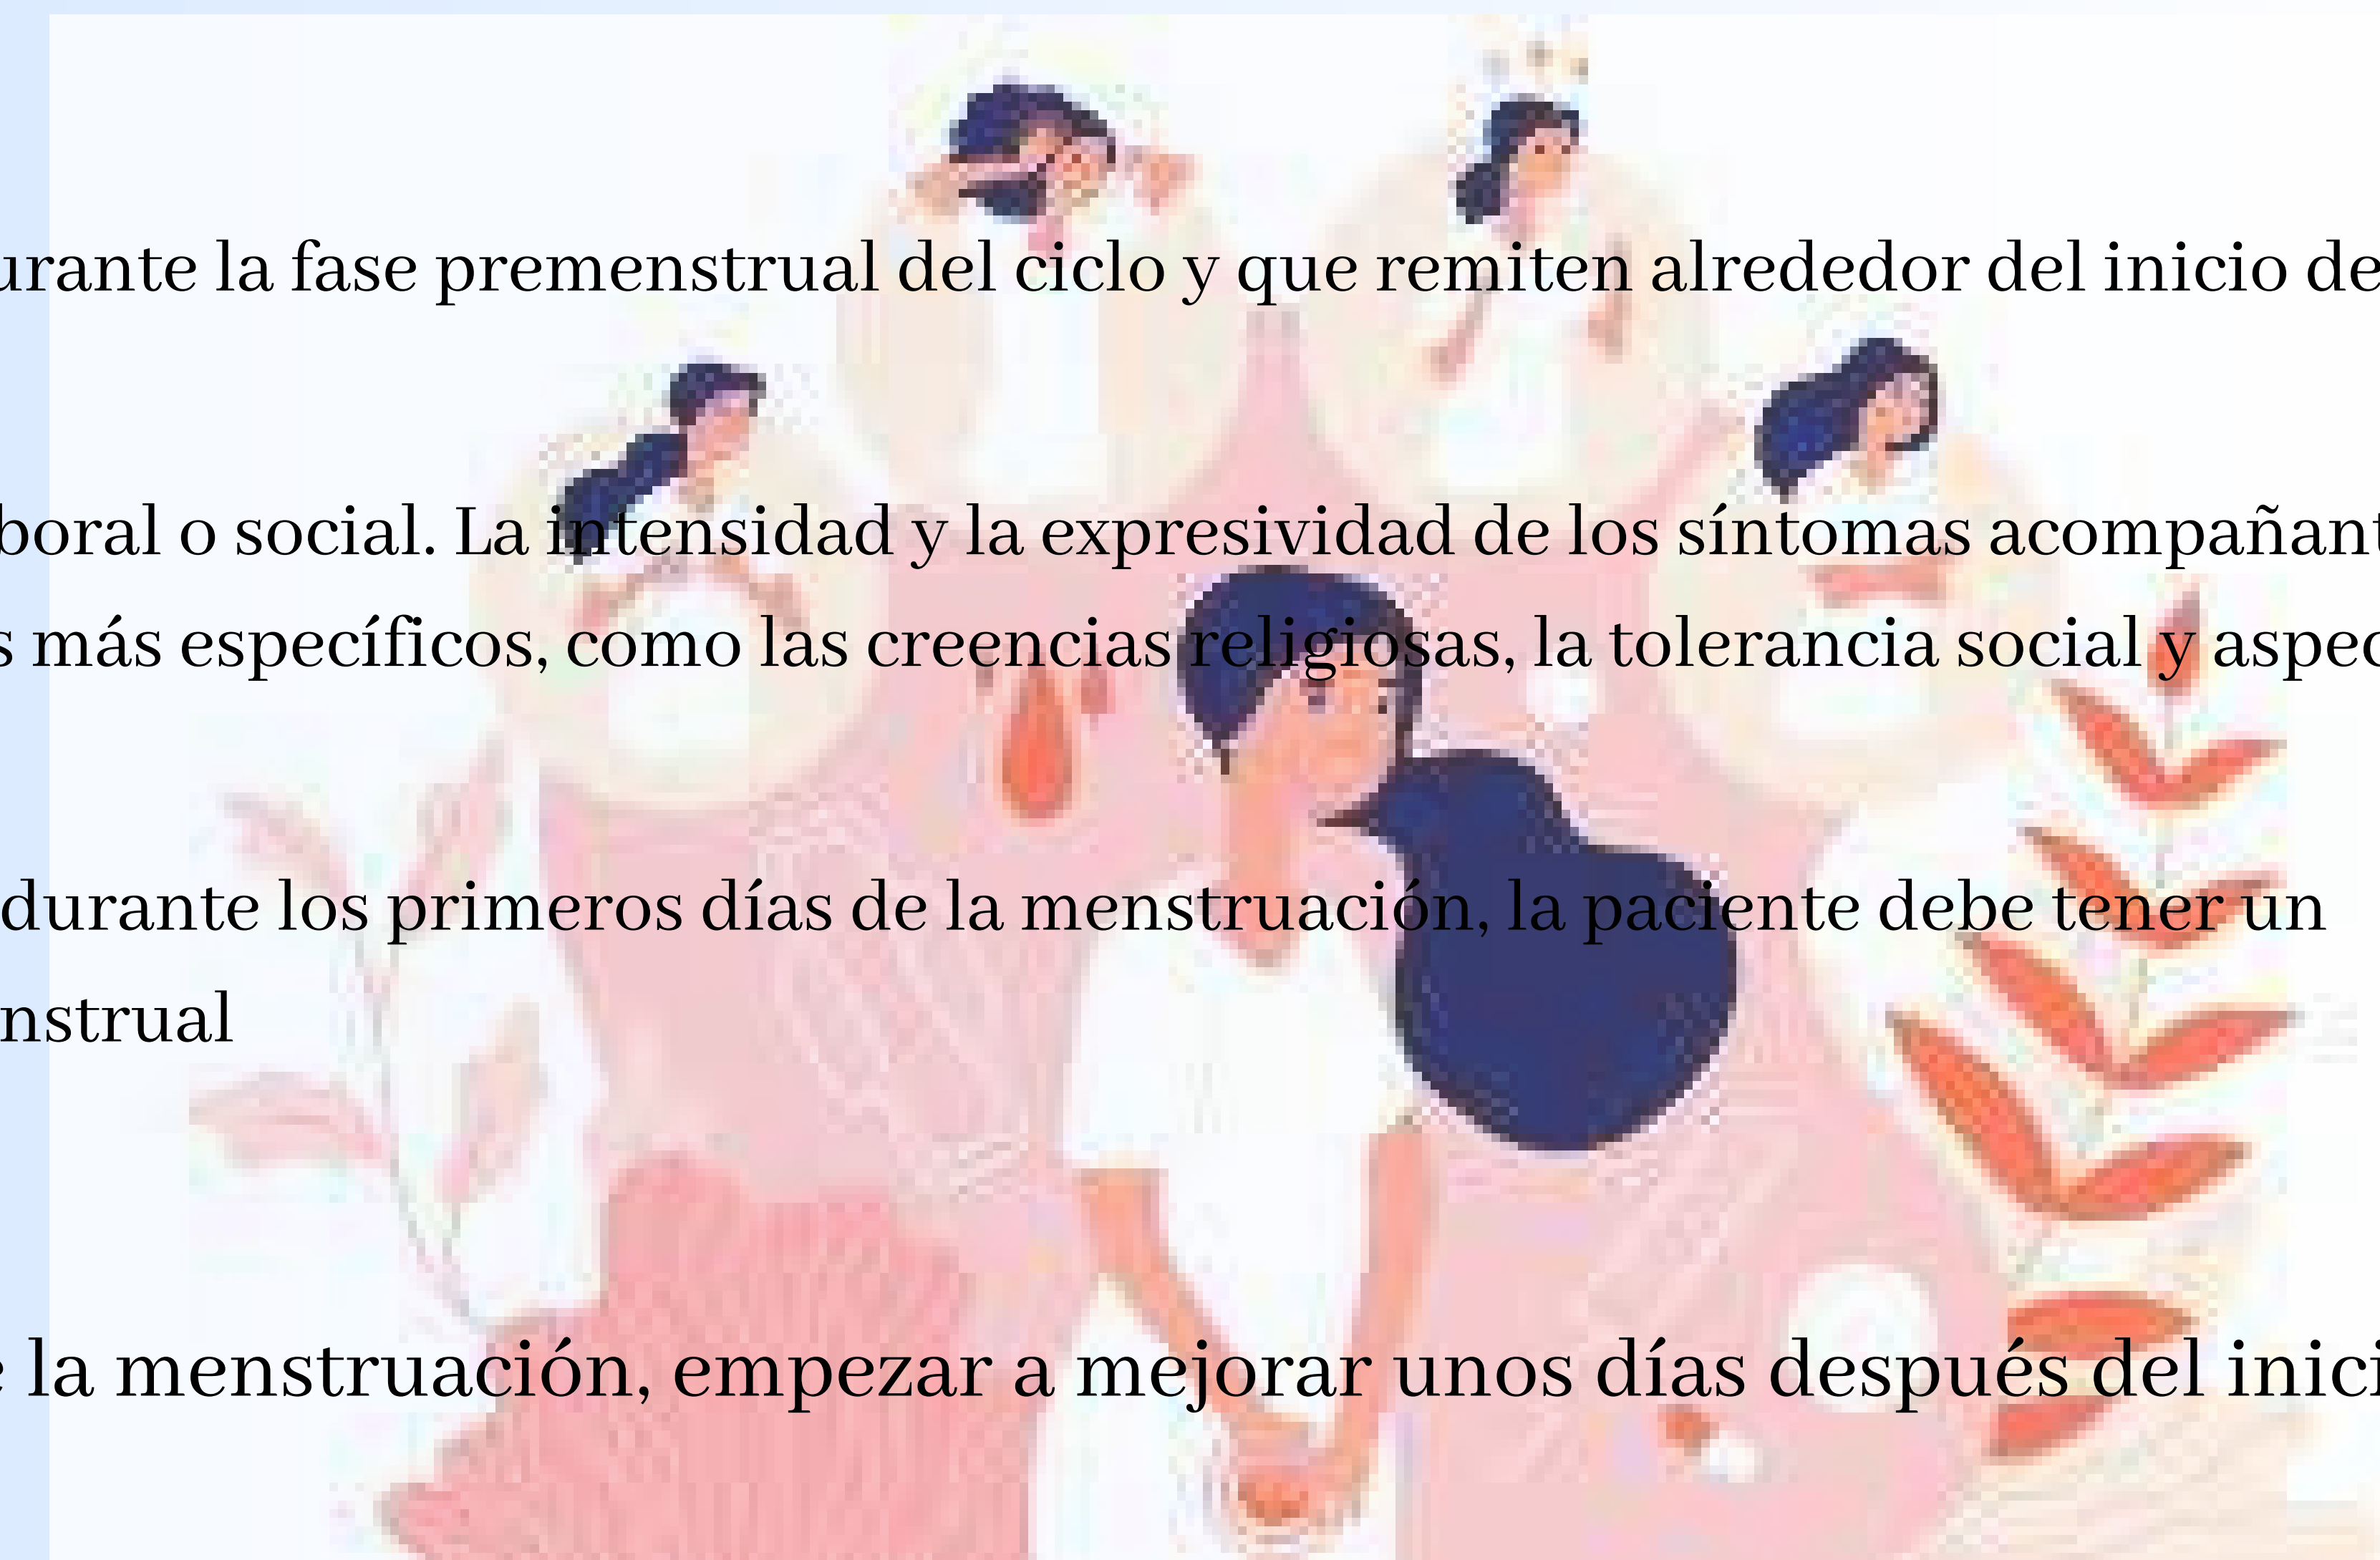 urante la fase premenstrual del ciclo y que remiten alrededor del inicio de
boral o social. La intensidad y la expresividad de los síntomas acompañant
s más específicos, como las creencias religiosas, la tolerancia social y aspec
durante los primeros días de la menstruación, la paciente debe tener un
nstrual
e la menstruación, empezar a mejorar unos días después del inici